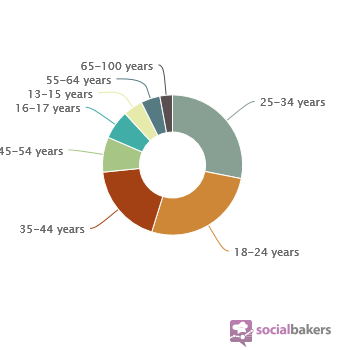 65-100 years
55-64 years
13-15 years
16-17 years
45-54 years
35-44 years
25-34 years
18-24 years
socialbakers